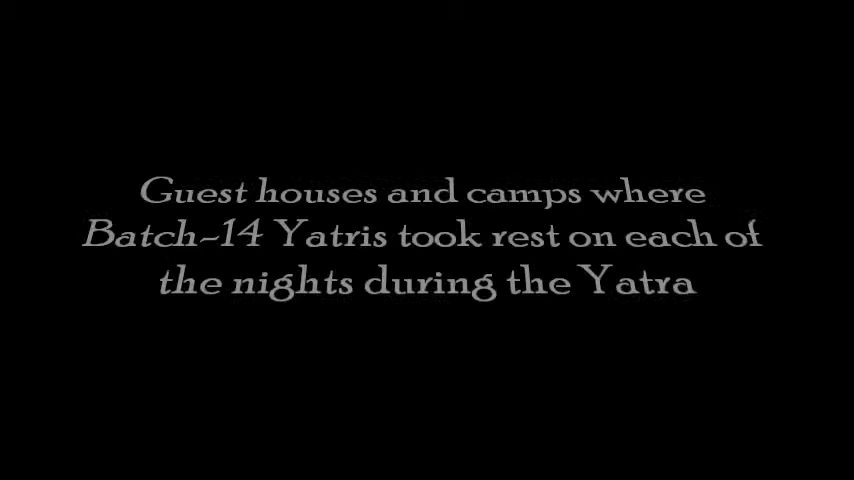 Guest houses and camps where
Batch-14 Yatris took rest on each of
the nights during the Yatra